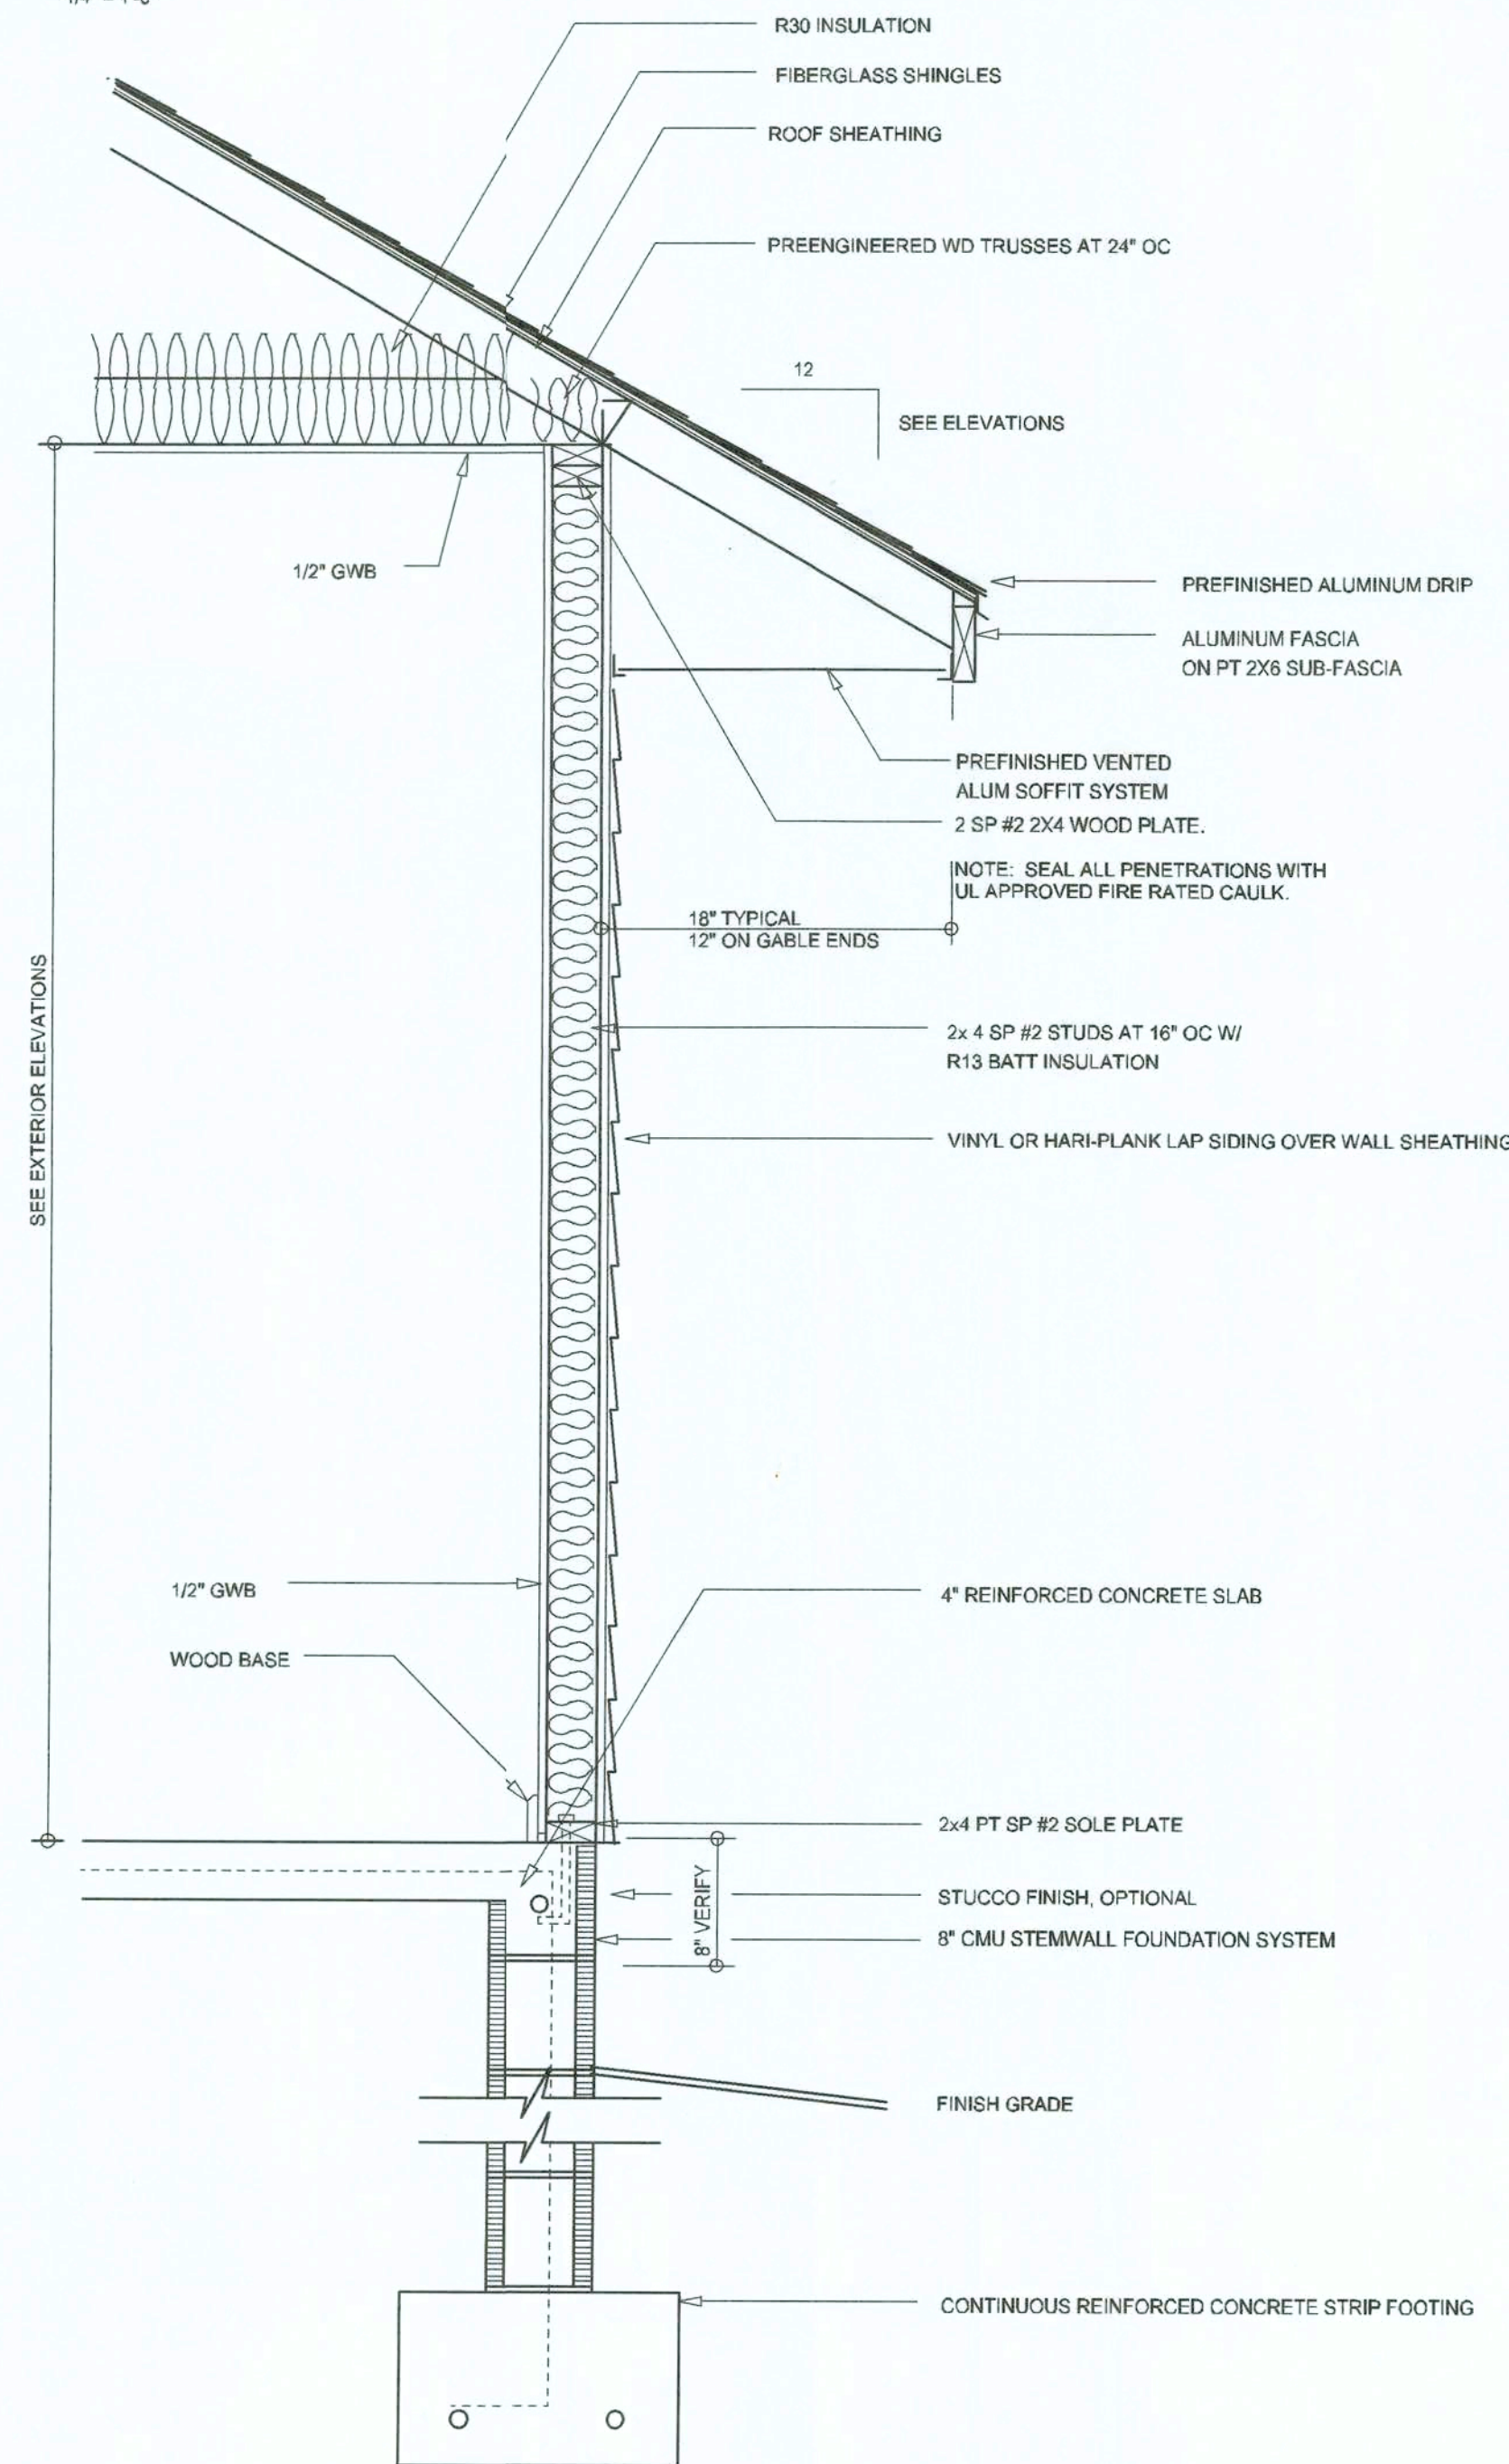 R30 INSULATION
FIBERGLASS SHINGLES
ROOF SHEATHING
PREENGINEERED WD TRUSSES AT 24" OC
12
SEE ELEVATIONS
1/2" GWB
PREFINISHED ALUMINUM DRIP
ALUMINUM FASCIA
ON PT 2X6 SUB-FASCIA
PREFINISHED VENTED
ALUM SOFFIT SYSTEM
2 SP #2 2X4 WOOD PLATE.
NOTE: SEAL ALL PENETRATIONS WITH
UL APPROVED FIRE RATED CAULK.
18" TYPICAL
12" ON GABLE ENDS
SEE EXTERIOR ELEVATIONS
2x 4 SP #2 STUDS AT 16" OC W/
R13 BATT INSULATION
VINYL OR HARI-PLANK LAP SIDING OVER WALL SHEATHING
1/2" GWB
4" REINFORCED CONCRETE SLAB
WOOD BASE
2x4 PT SP #2 SOLE PLATE
8" VERIFY
STUCCO FINISH, OPTIONAL
8" CMU STEMWALL FOUNDATION SYSTEM
FINISH GRADE
CONTINUOUS REINFORCED CONCRETE STRIP FOOTING